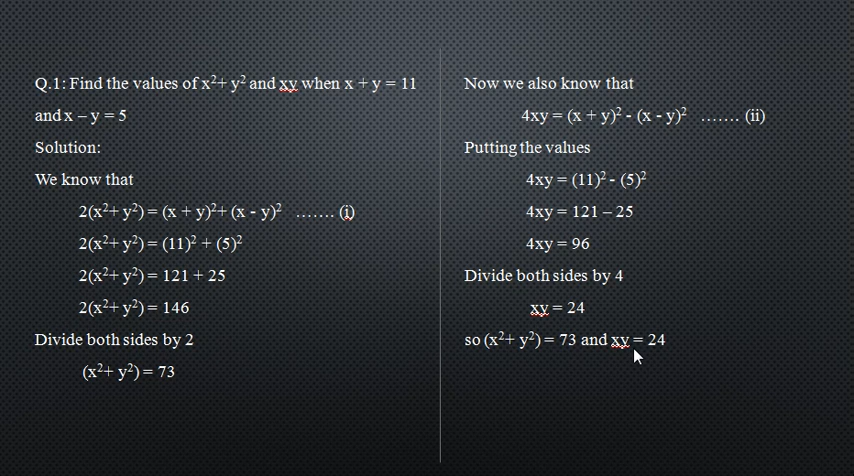 Q.1: Find the values of x²+ y² and xy when x + y = 11
and x – y = 5
Solution:
We know that
2(x²+ y²) = (x + y)²+ (x - y)² ....... (i)
2(x²+ y²) = (11)² + (5)²
2(x²+ y²) = 121 + 25
2(x²+ y²) = 146
Divide both sides by 2
(x²+ y²) = 73
Now we also know that
4xy = (x + y)² - (x - y)² ....... (ii)
Putting the values
4xy = (11)² - (5)²
4xy = 121 – 25
4xy = 96
Divide both sides by 4
xy = 24
so (x²+ y²) = 73 and xy = 24